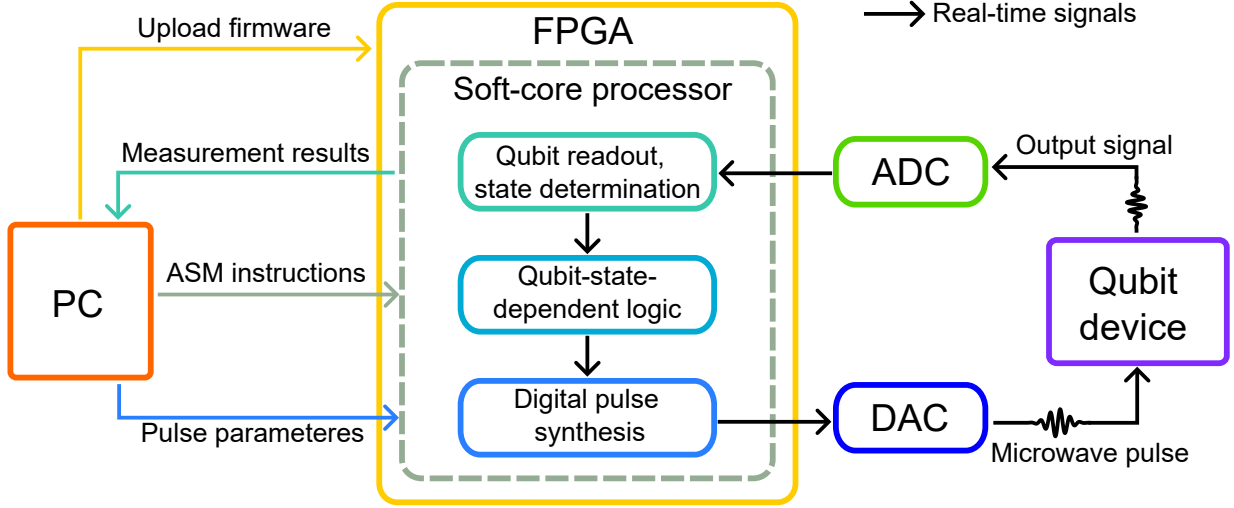 Upload firmware
FPGA
Real-time signals
Soft-core processor
Measurement results
Qubit readout,
state determination
ADC
Output signal
PC
ASM instructions
Qubit-state-
dependent logic
Qubit
device
Pulse parameteres
Digital pulse
synthesis
DAC
Microwave pulse